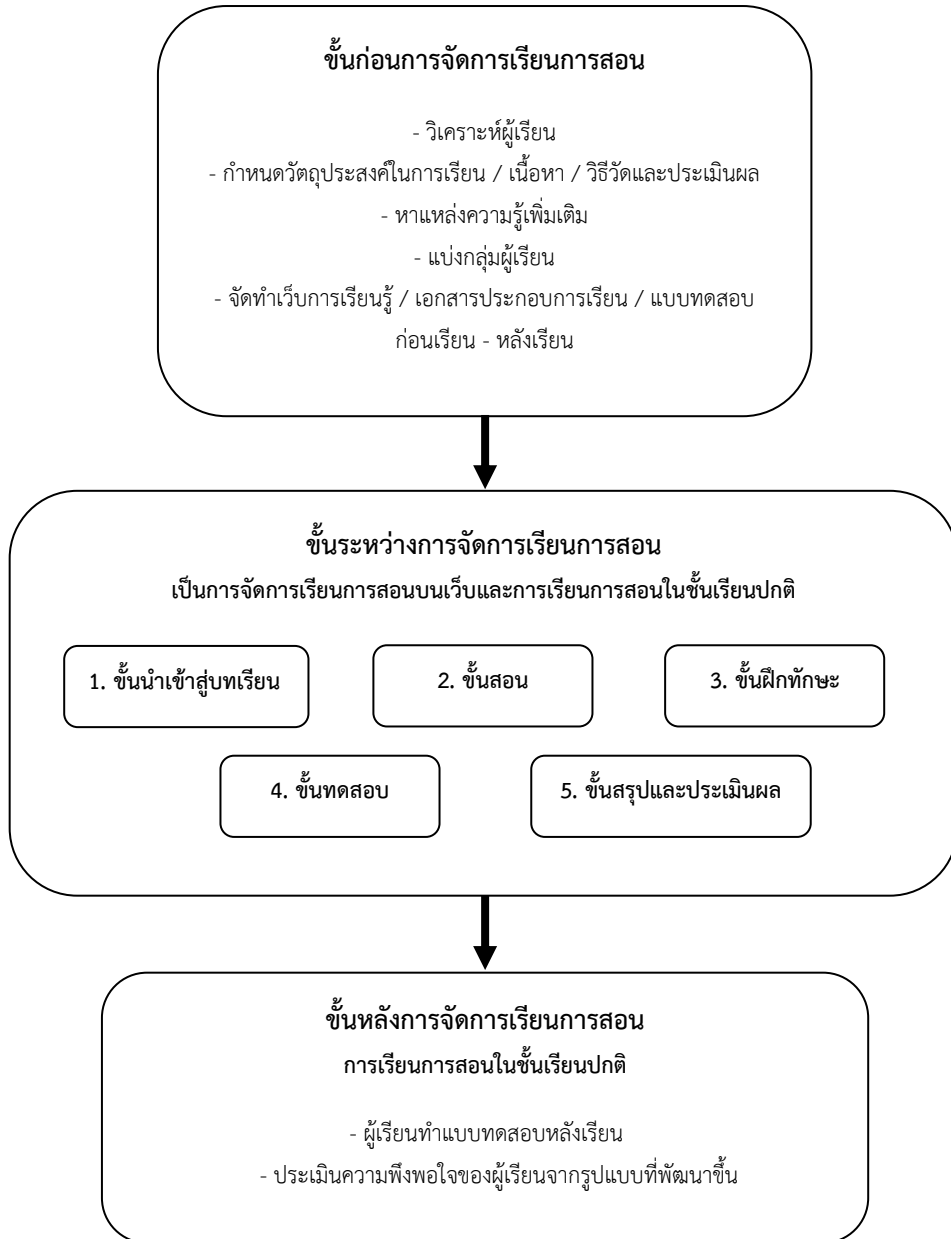 ขั้นก่อนการจัดการเรียนการสอน
- วิเคราะห์ผู้เรียน
- กำหนดวัตถุประสงค์ในการเรียน / เนื้อหา / วิธีวัดและประเมินผล
- หาแหล่งความรู้เพิ่มเติม
- แบ่งกลุ่มผู้เรียน
- จัดทำเว็บการเรียนรู้ / เอกสารประกอบการเรียน / แบบทดสอบ
ก่อนเรียน - หลังเรียน
ขั้นระหว่างการจัดการเรียนการสอน
เป็นการจัดการเรียนการสอนบนเว็บและการเรียนการสอนในชั้นเรียนปกติ
1. ขั้นนำเข้าสู่บทเรียน
2. ขั้นสอน
3. ขั้นฝึกทักษะ
4. ขั้นทดสอบ
5. ขั้นสรุปและประเมินผล
ขั้นหลังการจัดการเรียนการสอน
การเรียนการสอนในชั้นเรียนปกติ
- ผู้เรียนทำแบบทดสอบหลังเรียน
- ประเมินความพึงพอใจของผู้เรียนจากรูปแบบที่พัฒนาขึ้น